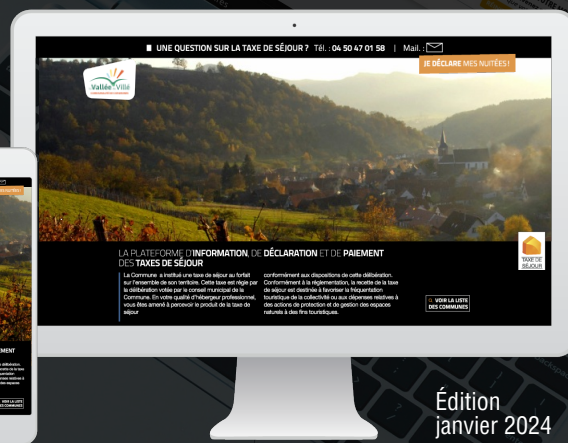 UNE QUESTION SUR LA TAXE DE SÉJOUR ? Tél. : 04 50 47 01 58 | Mail. :
JE DÉCLARE MES NUITÉES !
Vallée de Villé
LA PLATEFORME D'INFORMATION, DE DÉCLARATION ET DE PAIEMENT
DES TAXES DE SÉJOUR
La Commune a institué une taxe de séjour au forfait
sur l'ensemble de son territoire. Cette taxe est régie par
la délibération votée par le conseil municipal de la
Commune. En votre qualité d'hébergeur professionnel,
vous êtes amené à percevoir le produit de la taxe de
séjour
conformément aux dispositions de cette délibération.
Conformément à la réglementation, la recette de la taxe
de séjour est destinée à favoriser la fréquentation
touristique de la collectivité ou aux dépenses relatives à
des actions de protection et de gestion des espaces
naturels à des fins touristiques.
TAXE DE
SÉJOUR
VOIR LA LISTE
DES COMMUNES
Édition
janvier 2024